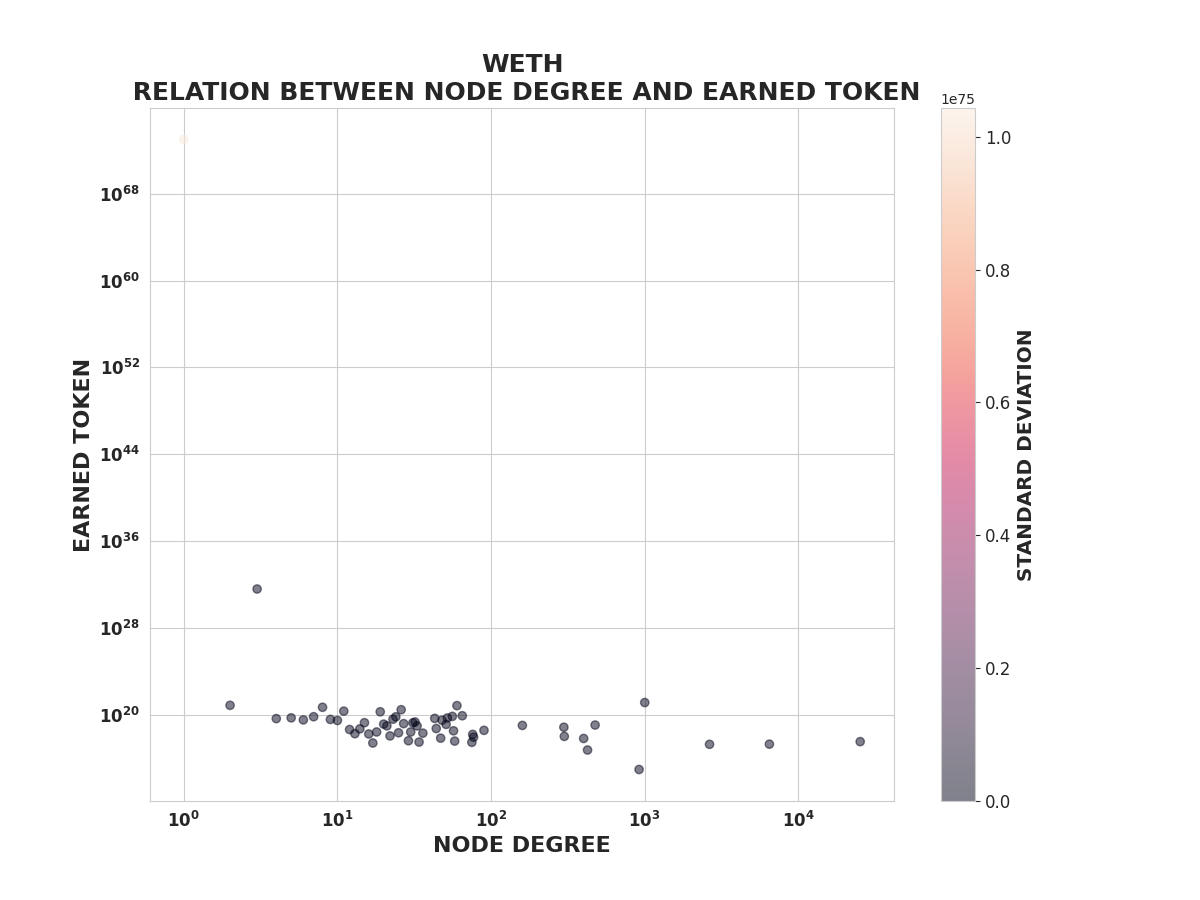 WETH
RELATION BETWEEN NODE DEGREE AND EARNED TOKEN
1e75
1.0
0.8
0.6
0.4
0.2
0.0
STANDARD DEVIATION
EARNED TOKEN
10^68
10^60
10^52
10^44
10^36
10^28
10^20
10^0 10^1 10^2 10^3 10^4
NODE DEGREE